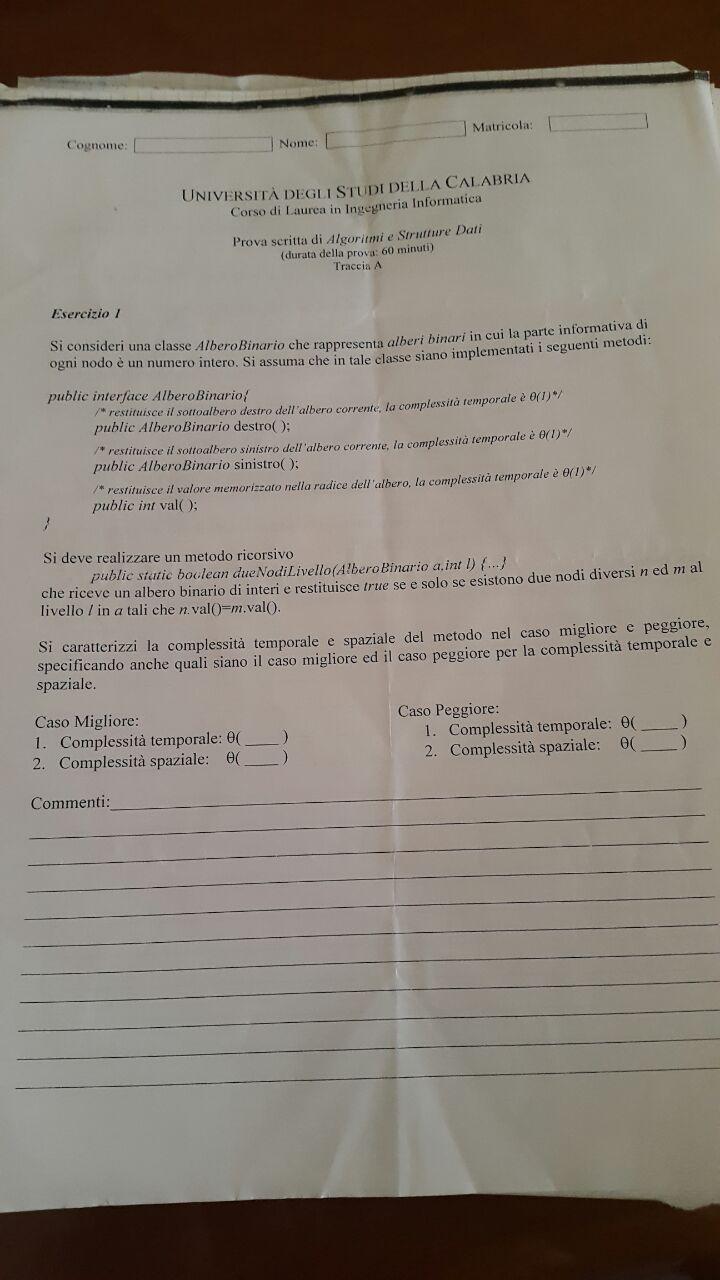 Cognome: Nome: Matricola:
UNIVERSITÀ DEGLI STUDI DELLA CALABRIA
Corso di Laurea in Ingegneria Informatica
Prova scritta di Algoritmi e Strutture Dati
(durata della prova: 60 minuti)
Traccia A
Esercizio 1
Si consideri una classe AlberoBinario che rappresenta alberi binari in cui la parte informativa di
ogni nodo è un numero intero. Si assuma che in tale classe siano implementati i seguenti metodi:
public interface AlberoBinario{
/* restituisce il sottoalbero destro dell'albero corrente, la complessità temporale è θ(1)*/
public AlberoBinario destro( );
/* restituisce il sottoalbero sinistro dell'albero corrente, la complessità temporale è θ(1)*/
public AlberoBinario sinistro( );
/* restituisce il valore memorizzato nella radice dell'albero, la complessità temporale è θ(1)*/
public int val( );
}
Si deve realizzare un metodo ricorsivo
public static boolean dueNodiLivello(AlberoBinario a,int l) {...}
che riceve un albero binario di interi e restituisce true se e solo se esistono due nodi diversi n ed m al
livello l in a tali che n.val()=m.val().
Si caratterizzi la complessità temporale e spaziale del metodo nel caso migliore e peggiore,
specificando anche quali siano il caso migliore ed il caso peggiore per la complessità temporale e
spaziale.
Caso Migliore:
1. Complessità temporale: θ( ____ )
2. Complessità spaziale: θ( ____ )
Caso Peggiore:
1. Complessità temporale: θ( ____ )
2. Complessità spaziale: θ( ____ )
Commenti: